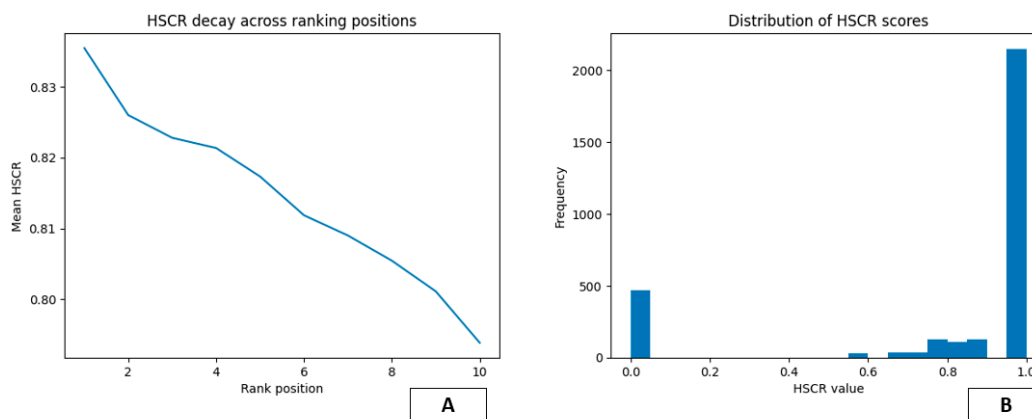 HSCR decay across ranking positions
Mean HSCR
0.83
0.82
0.81
0.80
2
4
6
8
10
Rank position
A
Distribution of HSCR scores
Frequency
2000
1500
1000
500
0
0.0
0.2
0.4
0.6
0.8
1.0
HSCR value
B